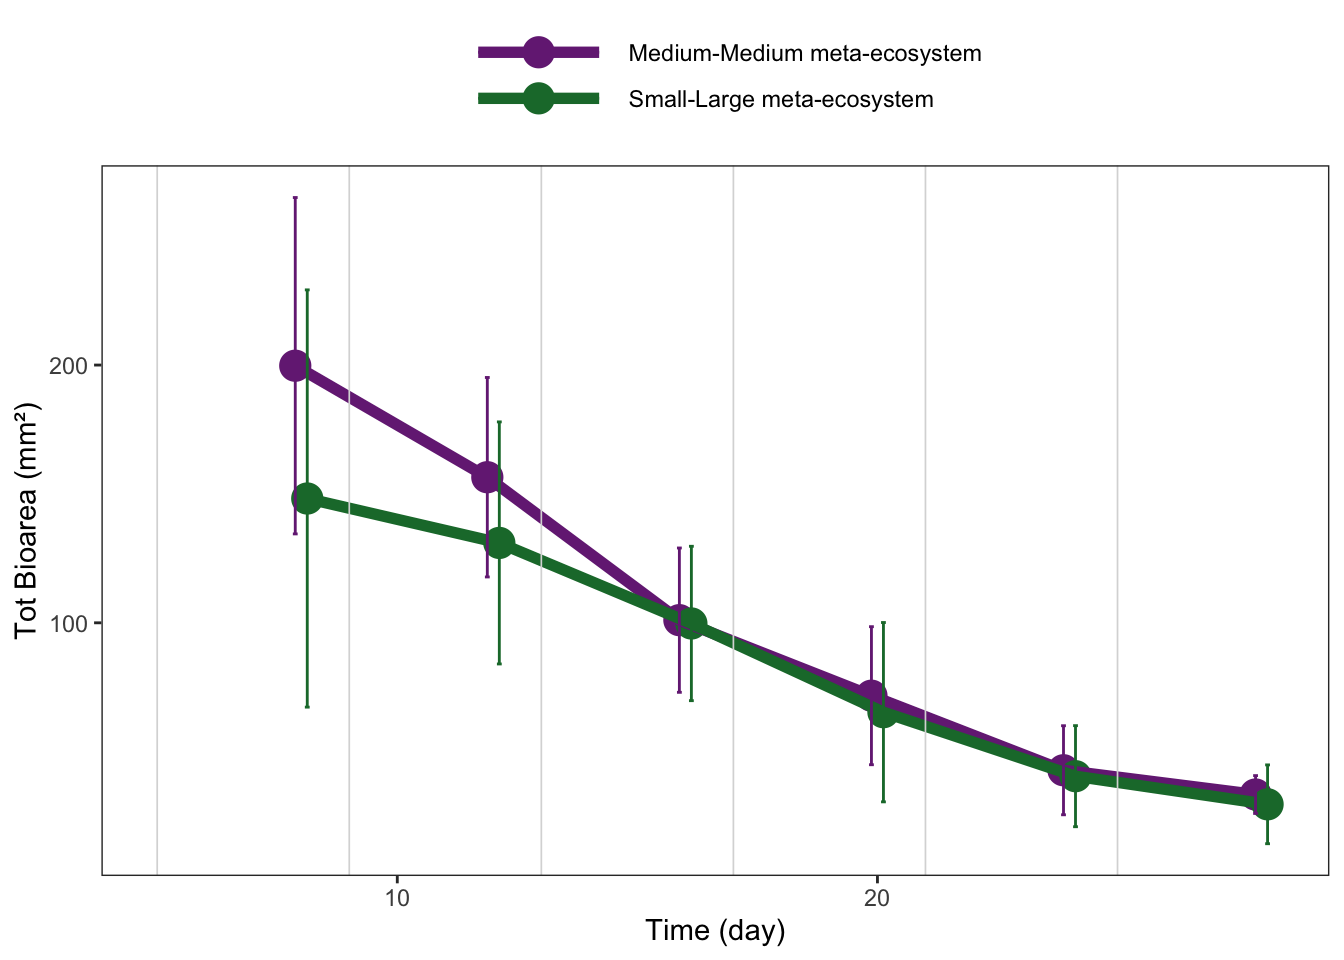 Medium-Medium meta-ecosystem
Small-Large meta-ecosystem
Tot Bioarea (mm²)
200
100
10
20
Time (day)